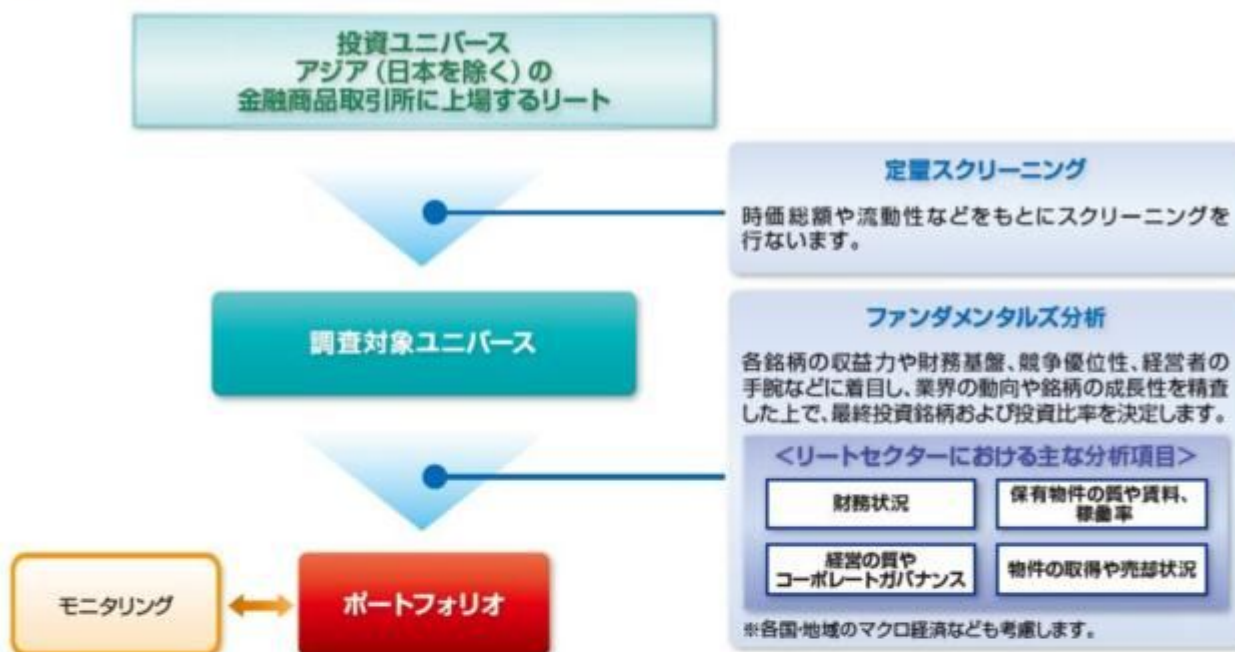 投資ユニバース
アジア（日本を除く）の
金融商品取引所に上場するリート
定量スクリーニング
時価総額や流動性などをもとにスクリーニングを
行ないます。
調査対象ユニバース
ファンダメンタルズ分析
各銘柄の収益力や財務基盤、競争優位性、経営者の
手腕などに着目し、業界の動向や銘柄の成長性を精査
した上で、最終投資銘柄および投資比率を決定します。
＜リートセクターにおける主な分析項目＞
財務状況
保有物件の質や賃料、
稼働率
経営の質や
コーポレートガバナンス
物件の取得や売却状況
※各国・地域のマクロ経済なども考慮します。
モニタリング
ポートフォリオ